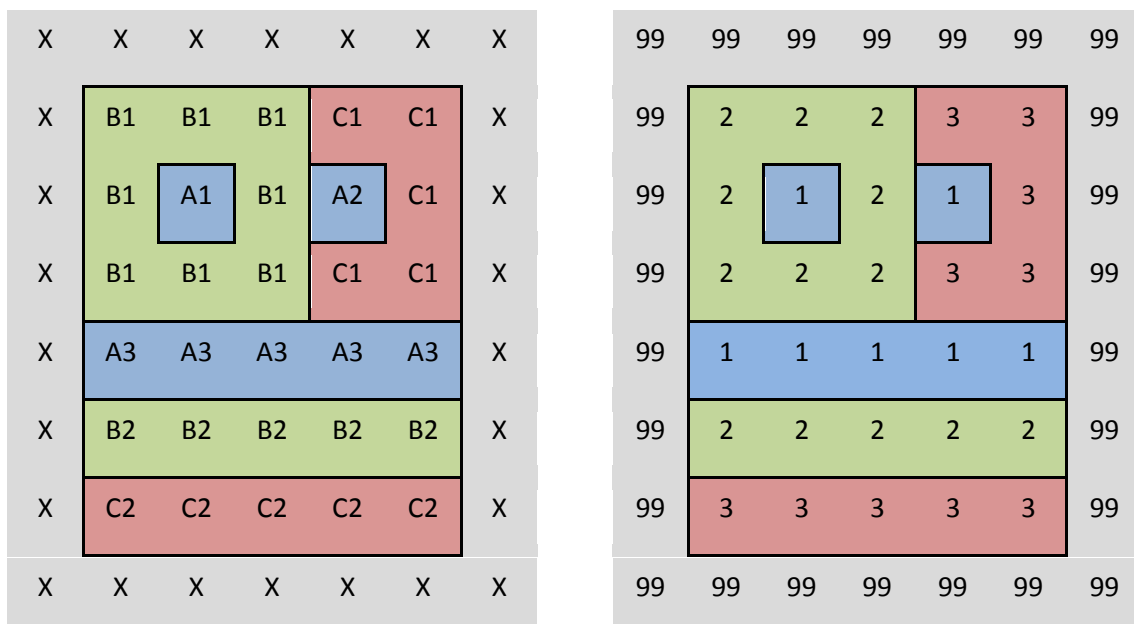 X X X X X X X 99 99 99 99 99 99 99
X B1 B1 B1 C1 C1 X 99 2 2 2 3 3 99
X B1 A1 B1 A2 C1 X 99 2 1 2 1 3 99
X B1 B1 B1 C1 C1 X 99 2 2 2 3 3 99
X A3 A3 A3 A3 A3 X 99 1 1 1 1 1 99
X B2 B2 B2 B2 B2 X 99 2 2 2 2 2 99
X C2 C2 C2 C2 C2 X 99 3 3 3 3 3 99
X X X X X X X 99 99 99 99 99 99 99